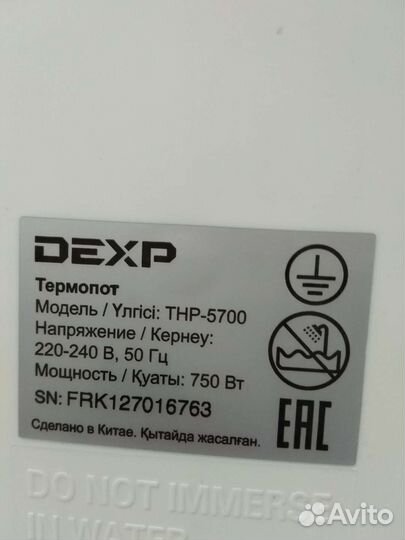 DEXP
Термопот
Модель / Үлгісі: THP-5700
Напряжение / Кернеу:
220-240 В, 50 Гц
Мощность / Қуаты: 750 Вт
SN: FRK127016763
Сделано в Китае. Қытайда жасалған.
EAC
DO NOT IMMERSE
IN WATER
Avito